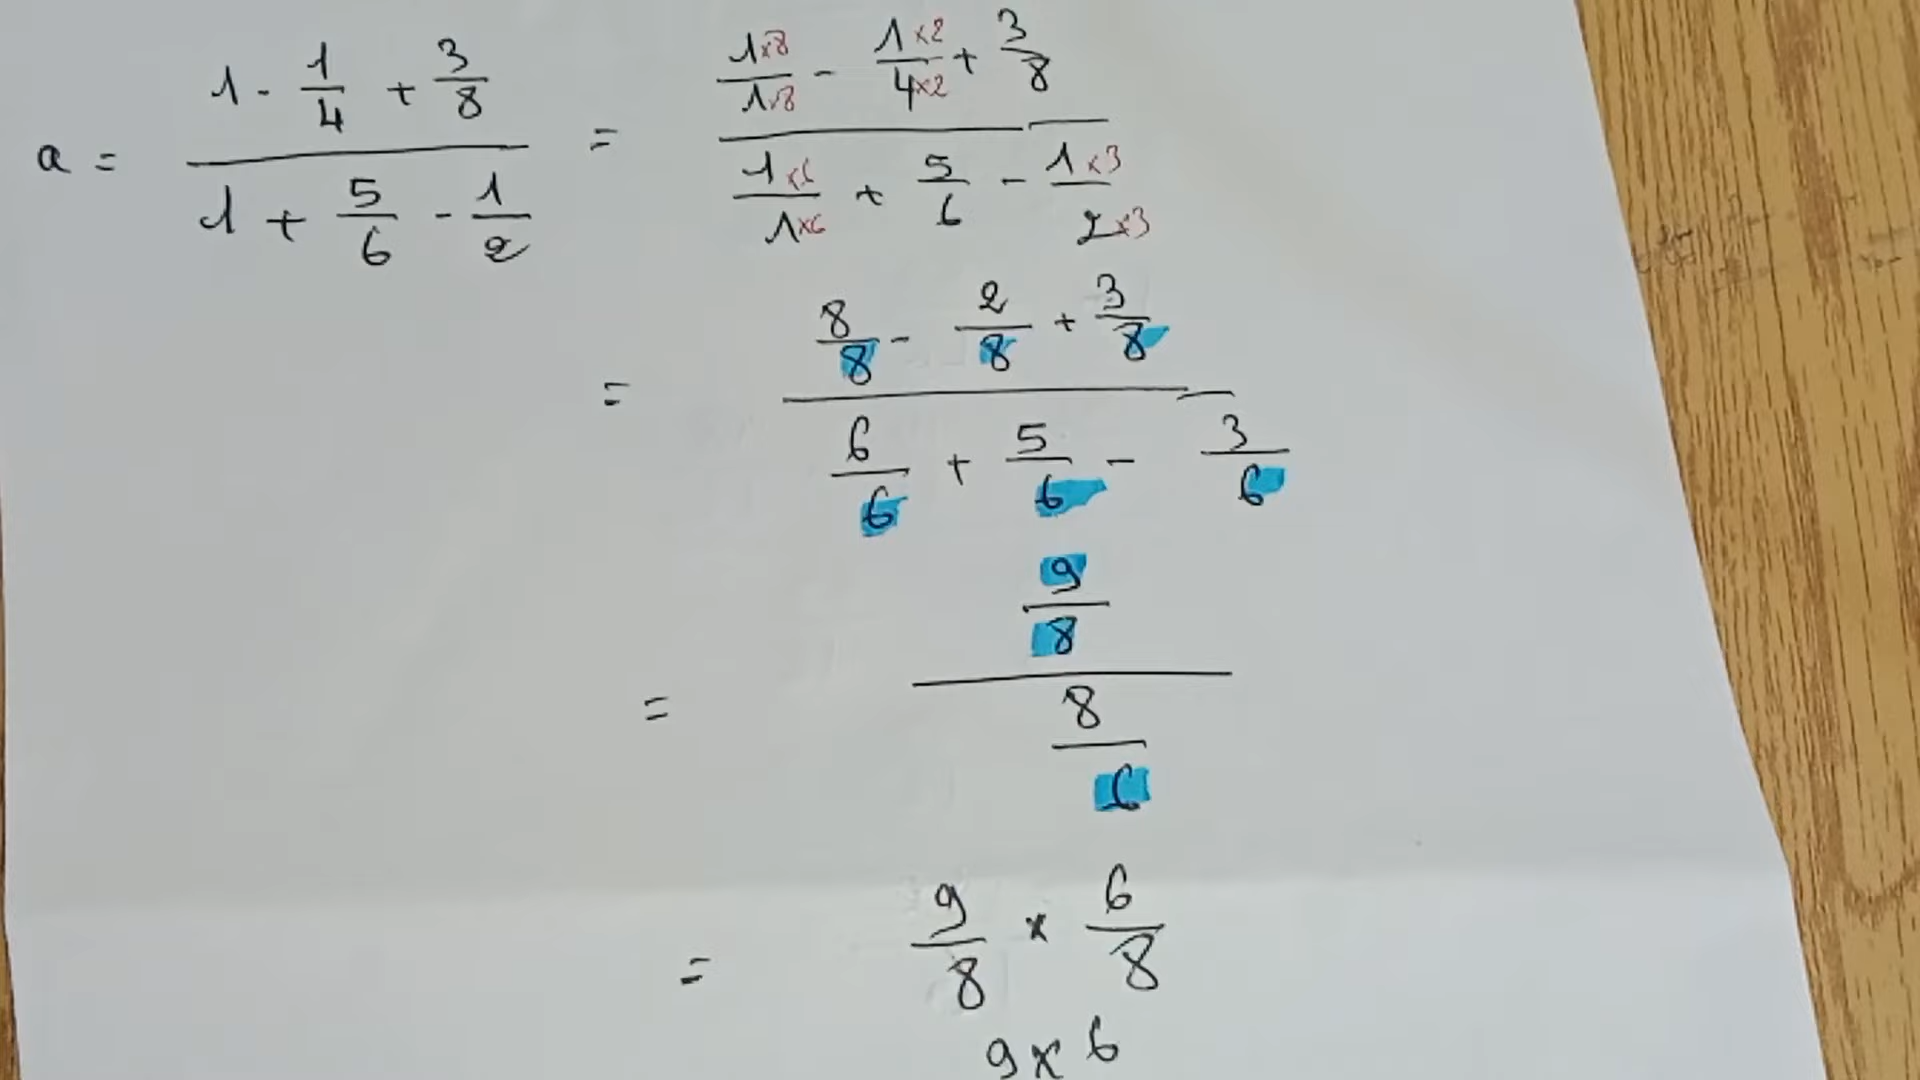 a = (1 - 1/4 + 3/8) / (1 + 5/6 - 1/2) = (1×8/1×8 - 1×2/4×2 + 3/8) / (1×6/1×6 + 5/6 - 1×3/2×3)
= (8/8 - 2/8 + 3/8) / (6/6 + 5/6 - 3/6)
= (9/8) / (8/6)
= 9/8 × 6/8
9×6